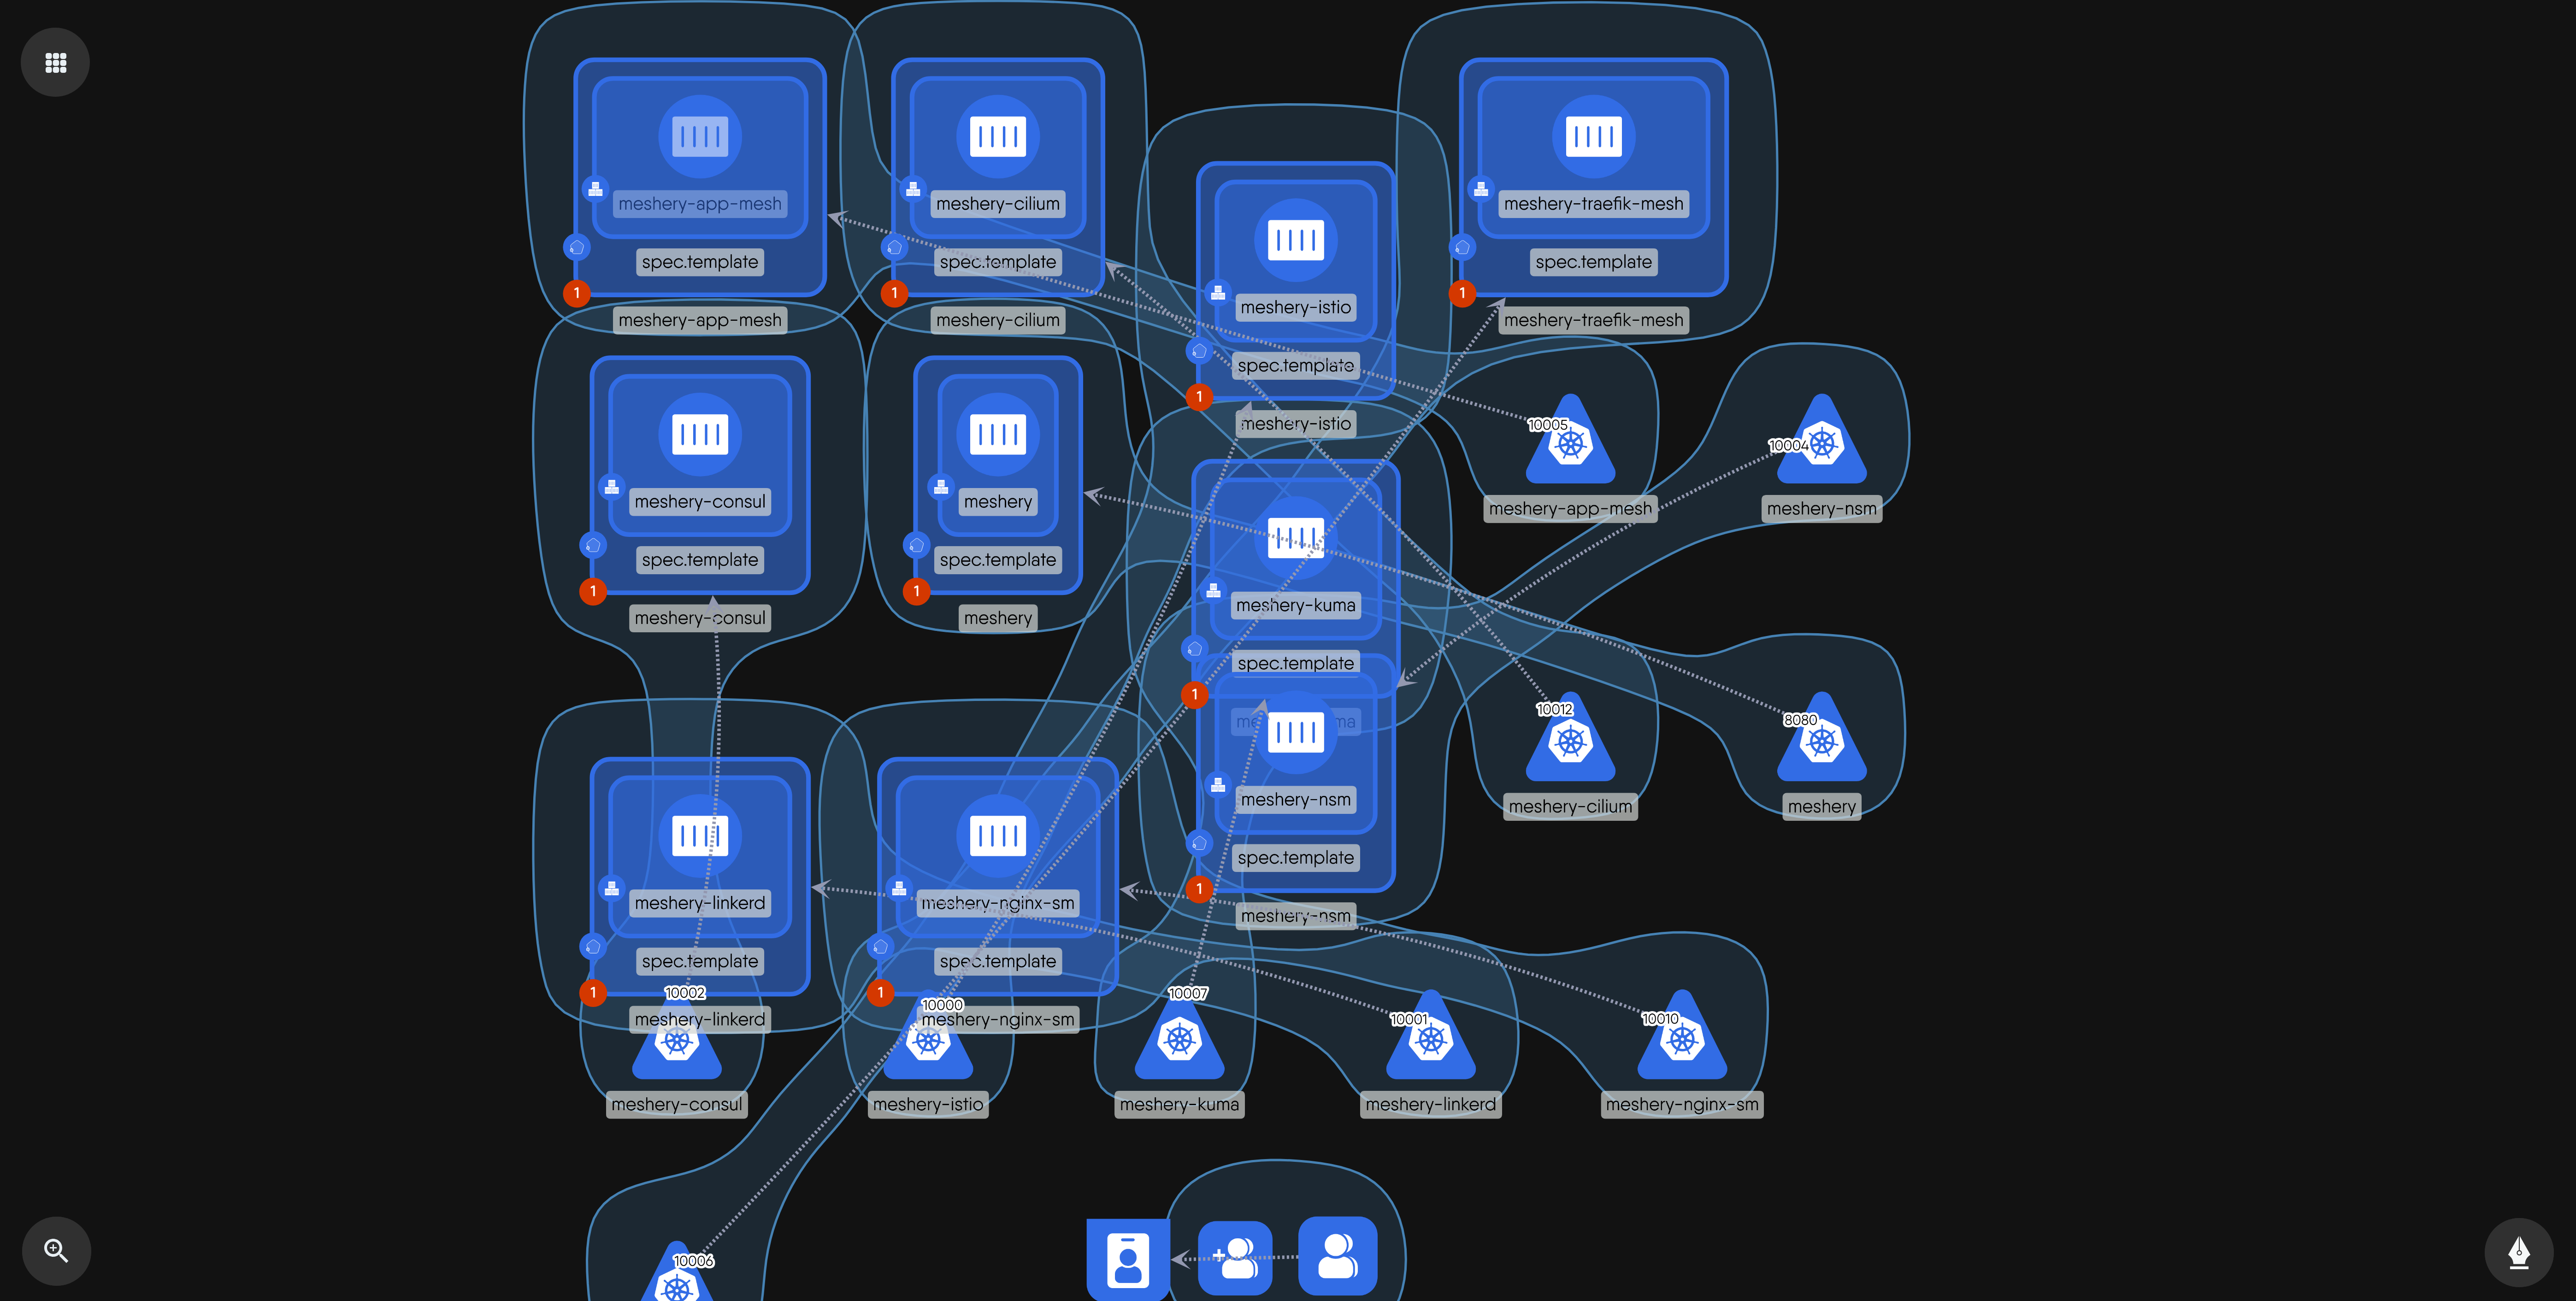 meshery-app-mesh
spec.template
1
meshery-app-mesh
meshery-cilium
spec.template
1
meshery-cilium
meshery-istio
spec.template
1
meshery-istio
meshery-traefik-mesh
spec.template
1
meshery-traefik-mesh
meshery-consul
spec.template
1
meshery-consul
meshery
spec.template
1
meshery
10005
meshery-app-mesh
10004
meshery-nsm
meshery-kuma
spec.template
1
meshery-nsm
spec.template
1
meshery-nsm
10012
meshery-cilium
8080
meshery
meshery-linkerd
spec.template
1
meshery-linkerd
meshery-nginx-sm
spec.template
1
meshery-nginx-sm
10002
meshery-consul
10000
meshery-istio
10007
meshery-kuma
10001
meshery-linkerd
10010
meshery-nginx-sm
10006